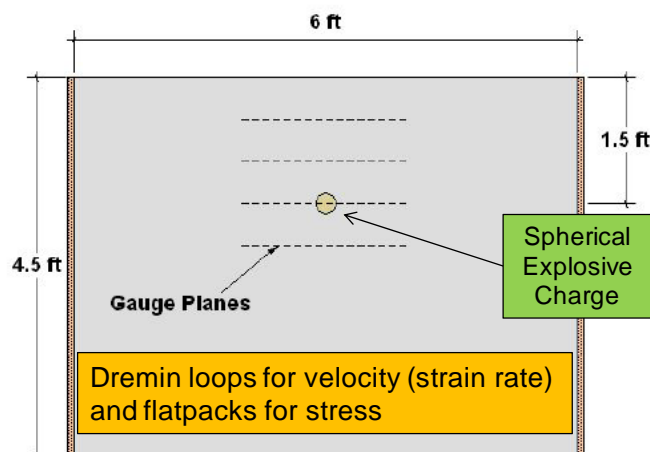 6 ft
1.5 ft
4.5 ft
Spherical
Explosive
Charge
Gauge Planes
Dremin loops for velocity (strain rate)
and flatpacks for stress